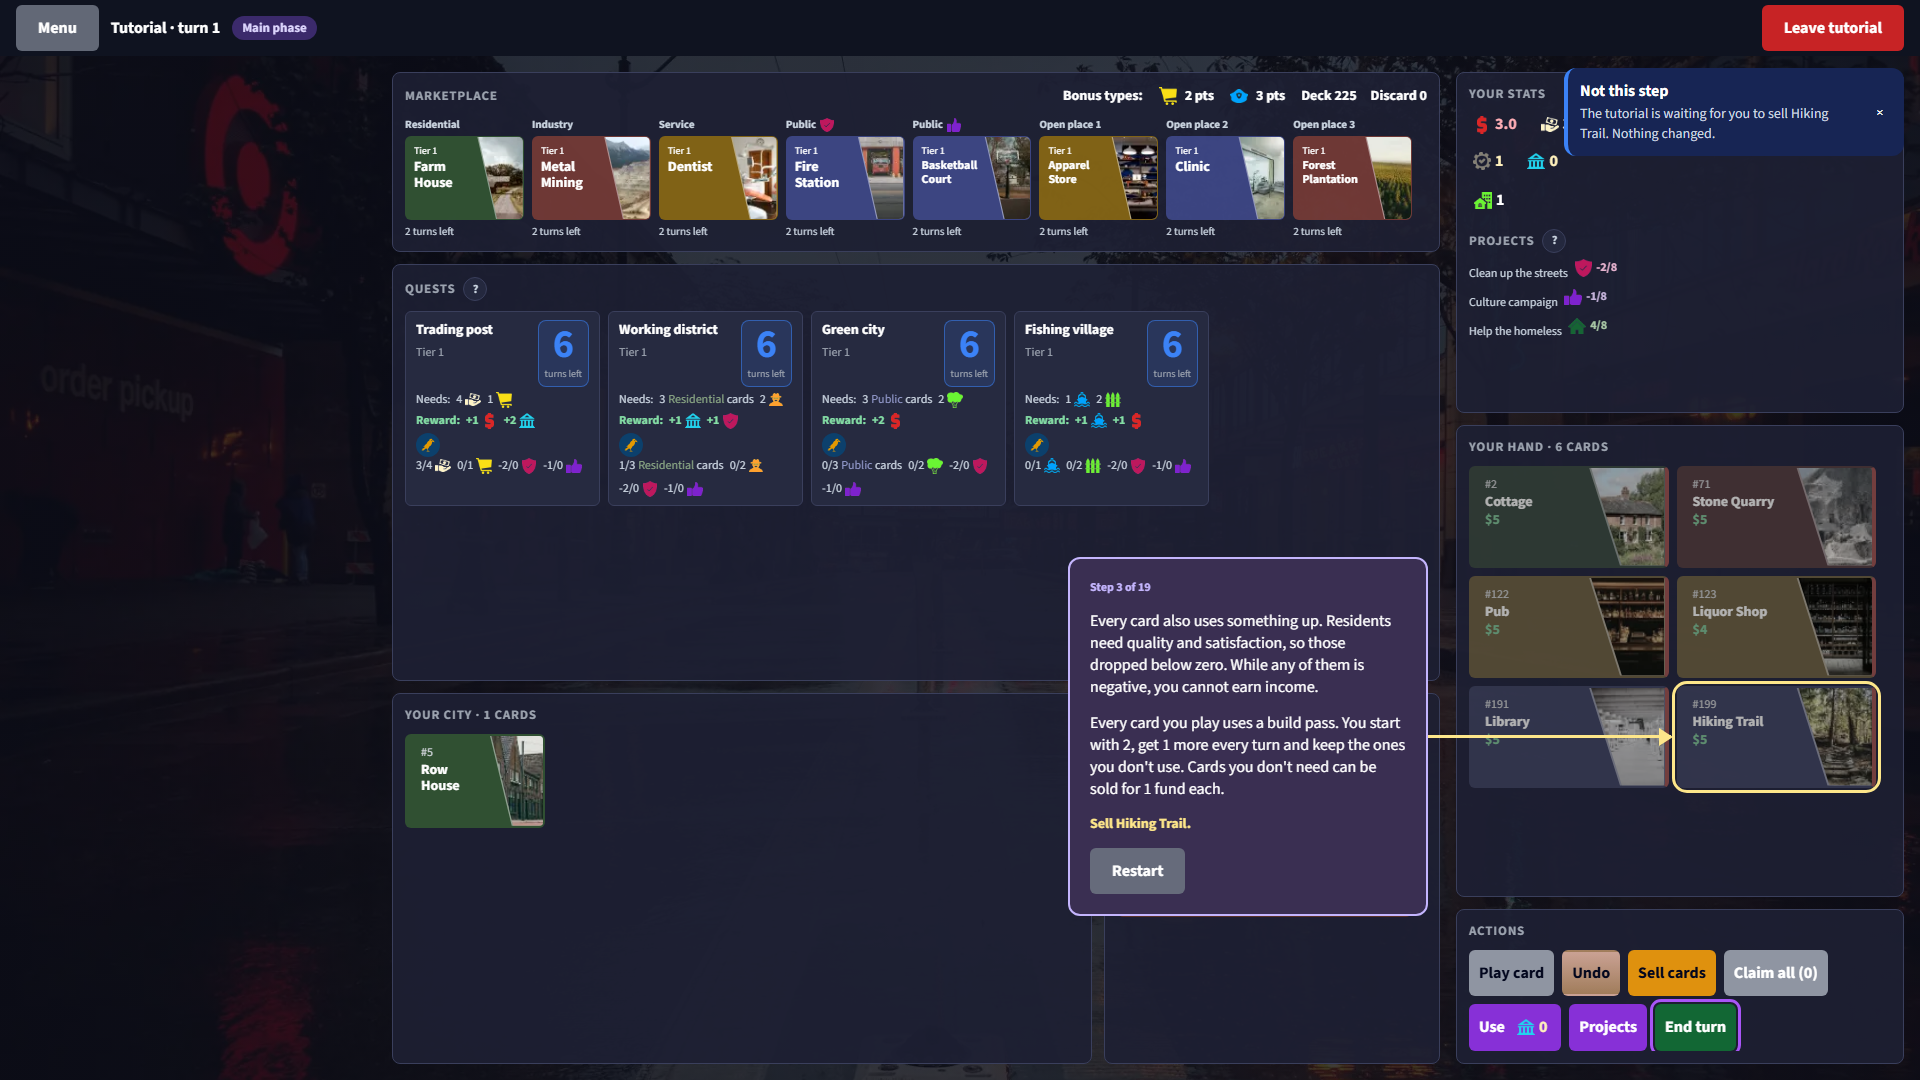 Menu
Tutorial · turn 1
Main phase
Leave tutorial
MARKETPLACE
Bonus types: 2 pts 3 pts Deck 225 Discard 0
Residential
Tier 1
Farm House
2 turns left
Industry
Tier 1
Metal Mining
2 turns left
Service
Tier 1
Dentist
2 turns left
Public
Tier 1
Fire Station
2 turns left
Public
Tier 1
Basketball Court
2 turns left
Open place 1
Tier 1
Apparel Store
2 turns left
Open place 2
Tier 1
Clinic
2 turns left
Open place 3
Tier 1
Forest Plantation
2 turns left
YOUR STATS
3.0
1
0
1
Not this step
The tutorial is waiting for you to sell Hiking
Trail. Nothing changed.
×
PROJECTS ?
Clean up the streets -2/8
Culture campaign -1/8
Help the homeless 4/8
QUESTS ?
Trading post
Tier 1
6
turns left
Needs: 4 1
Reward: +1 +2
3/4 0/1 -2/0 -1/0
Working district
Tier 1
6
turns left
Needs: 3 Residential cards 2
Reward: +1 +1
1/3 Residential cards 0/2
-2/0 -1/0
Green city
Tier 1
6
turns left
Needs: 3 Public cards 2
Reward: +2
0/3 Public cards 0/2 -2/0
-1/0
Fishing village
Tier 1
6
turns left
Needs: 1 2
Reward: +1 +1
0/1 0/2 -2/0 -1/0
order pickup
YOUR HAND · 6 CARDS
#2
Cottage
$5
#71
Stone Quarry
$5
#122
Pub
$5
#123
Liquor Shop
$4
#191
Library
$5
#199
Hiking Trail
$5
Step 3 of 19
Every card also uses something up. Residents
need quality and satisfaction, so those
dropped below zero. While any of them is
negative, you cannot earn income.
Every card you play uses a build pass. You start
with 2, get 1 more every turn and keep the ones
you don't use. Cards you don't need can be
sold for 1 fund each.
Sell Hiking Trail.
Restart
YOUR CITY · 1 CARDS
#5
Row
House
ACTIONS
Play card
Undo
Sell cards
Claim all (0)
Use 0
Projects
End turn